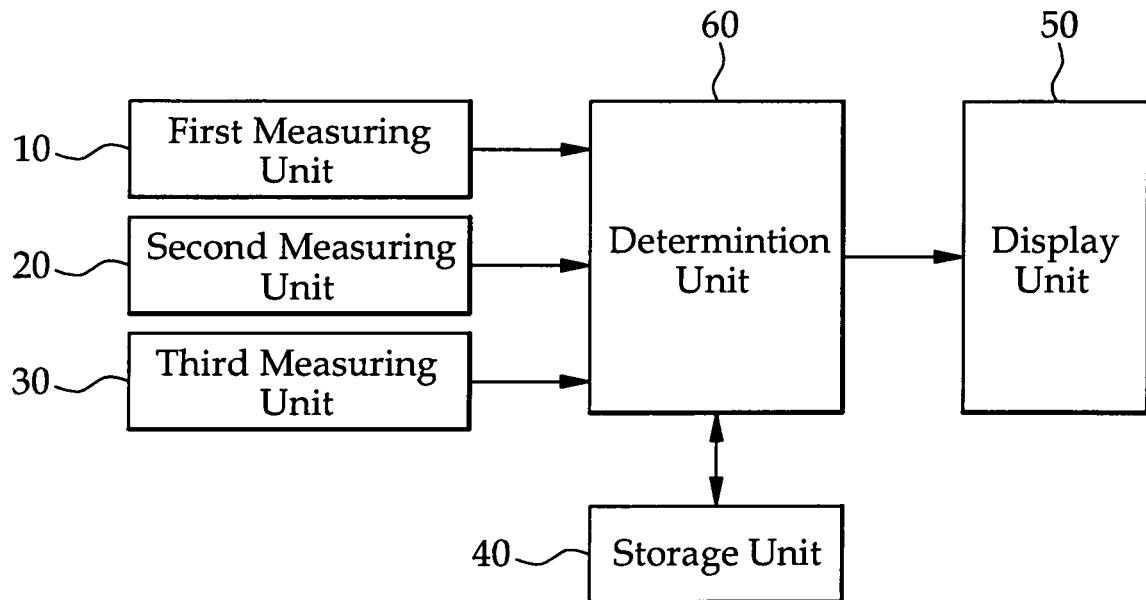 60
50
10
First Measuring
Unit
20
Second Measuring
Unit
30
Third Measuring
Unit
Determintion
Unit
Display
Unit
40
Storage Unit